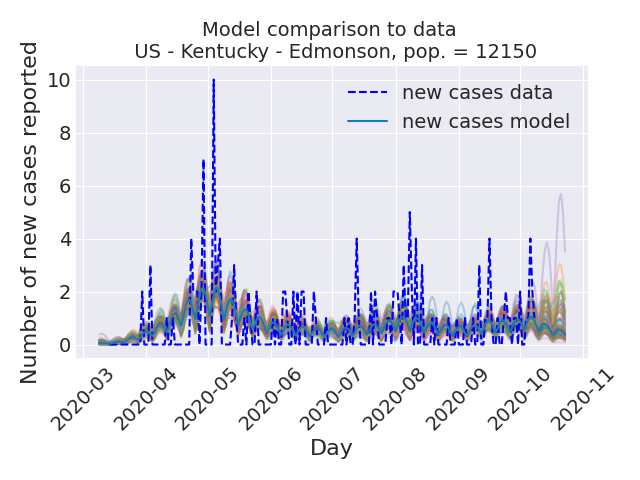 Model comparison to data
US - Kentucky - Edmonson, pop. = 12150
Number of new cases reported
10
8
6
4
2
0
new cases data
new cases model
2020-03
2020-04
2020-05
2020-06
2020-07
2020-08
2020-09
2020-10
2020-11
Day